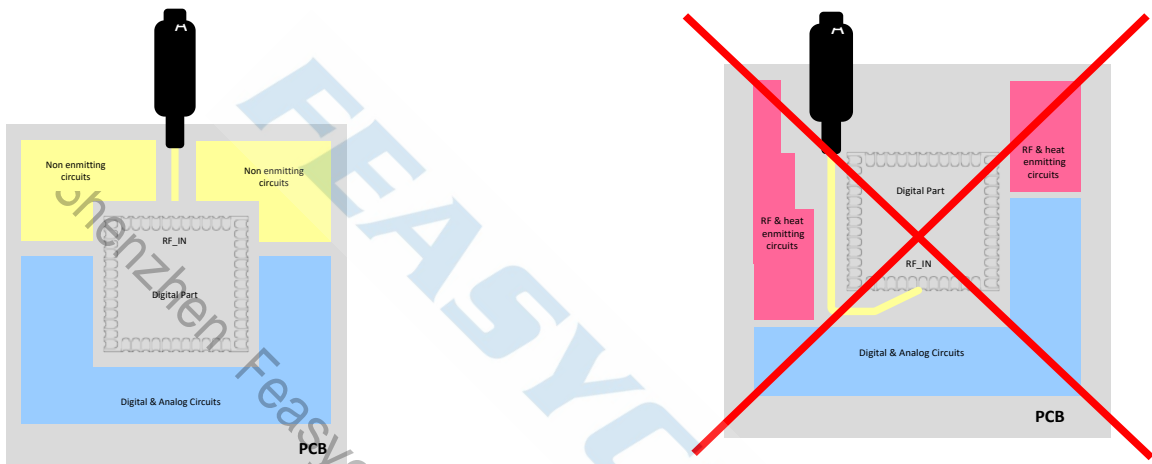 A
Non enmitting
circuits
Non enmitting
circuits
RF_IN
Digital Part
Digital & Analog Circuits
PCB
A
RF & heat
enmitting
circuits
Digital Part
RF & heat
enmitting
circuits
RF_IN
Digital & Analog Circuits
PCB
Shenzhen Feasyc
FEASYC